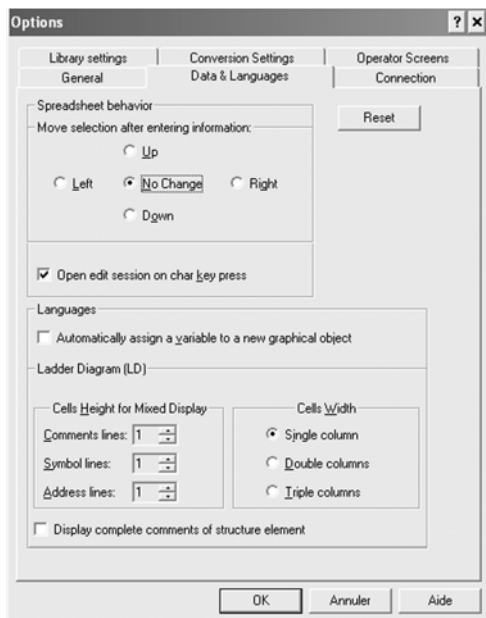 Options
Library settings Conversion Settings Operator Screens
General Data & Languages Connection
Spreadsheet behavior
Reset
Move selection after entering information:
Up
Left No Change Right
Down
Open edit session on char key press
Languages
Automatically assign a variable to a new graphical object
Ladder Diagram (LD)
Cells Height for Mixed Display Cells Width
Comments lines: 1 Single column
Symbol lines: 1 Double columns
Address lines: 1 Triple columns
Display complete comments of structure element
OK Annuler Aide